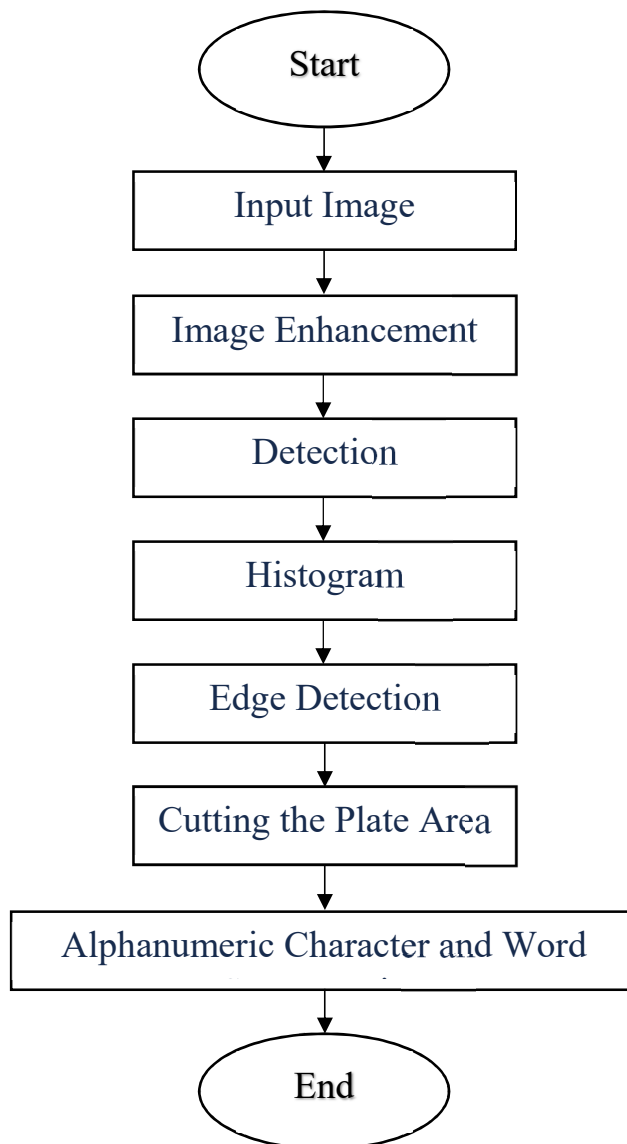 Start
Input Image
Image Enhancement
Detection
Histogram
Edge Detection
Cutting the Plate Area
Alphanumeric Character and Word
End